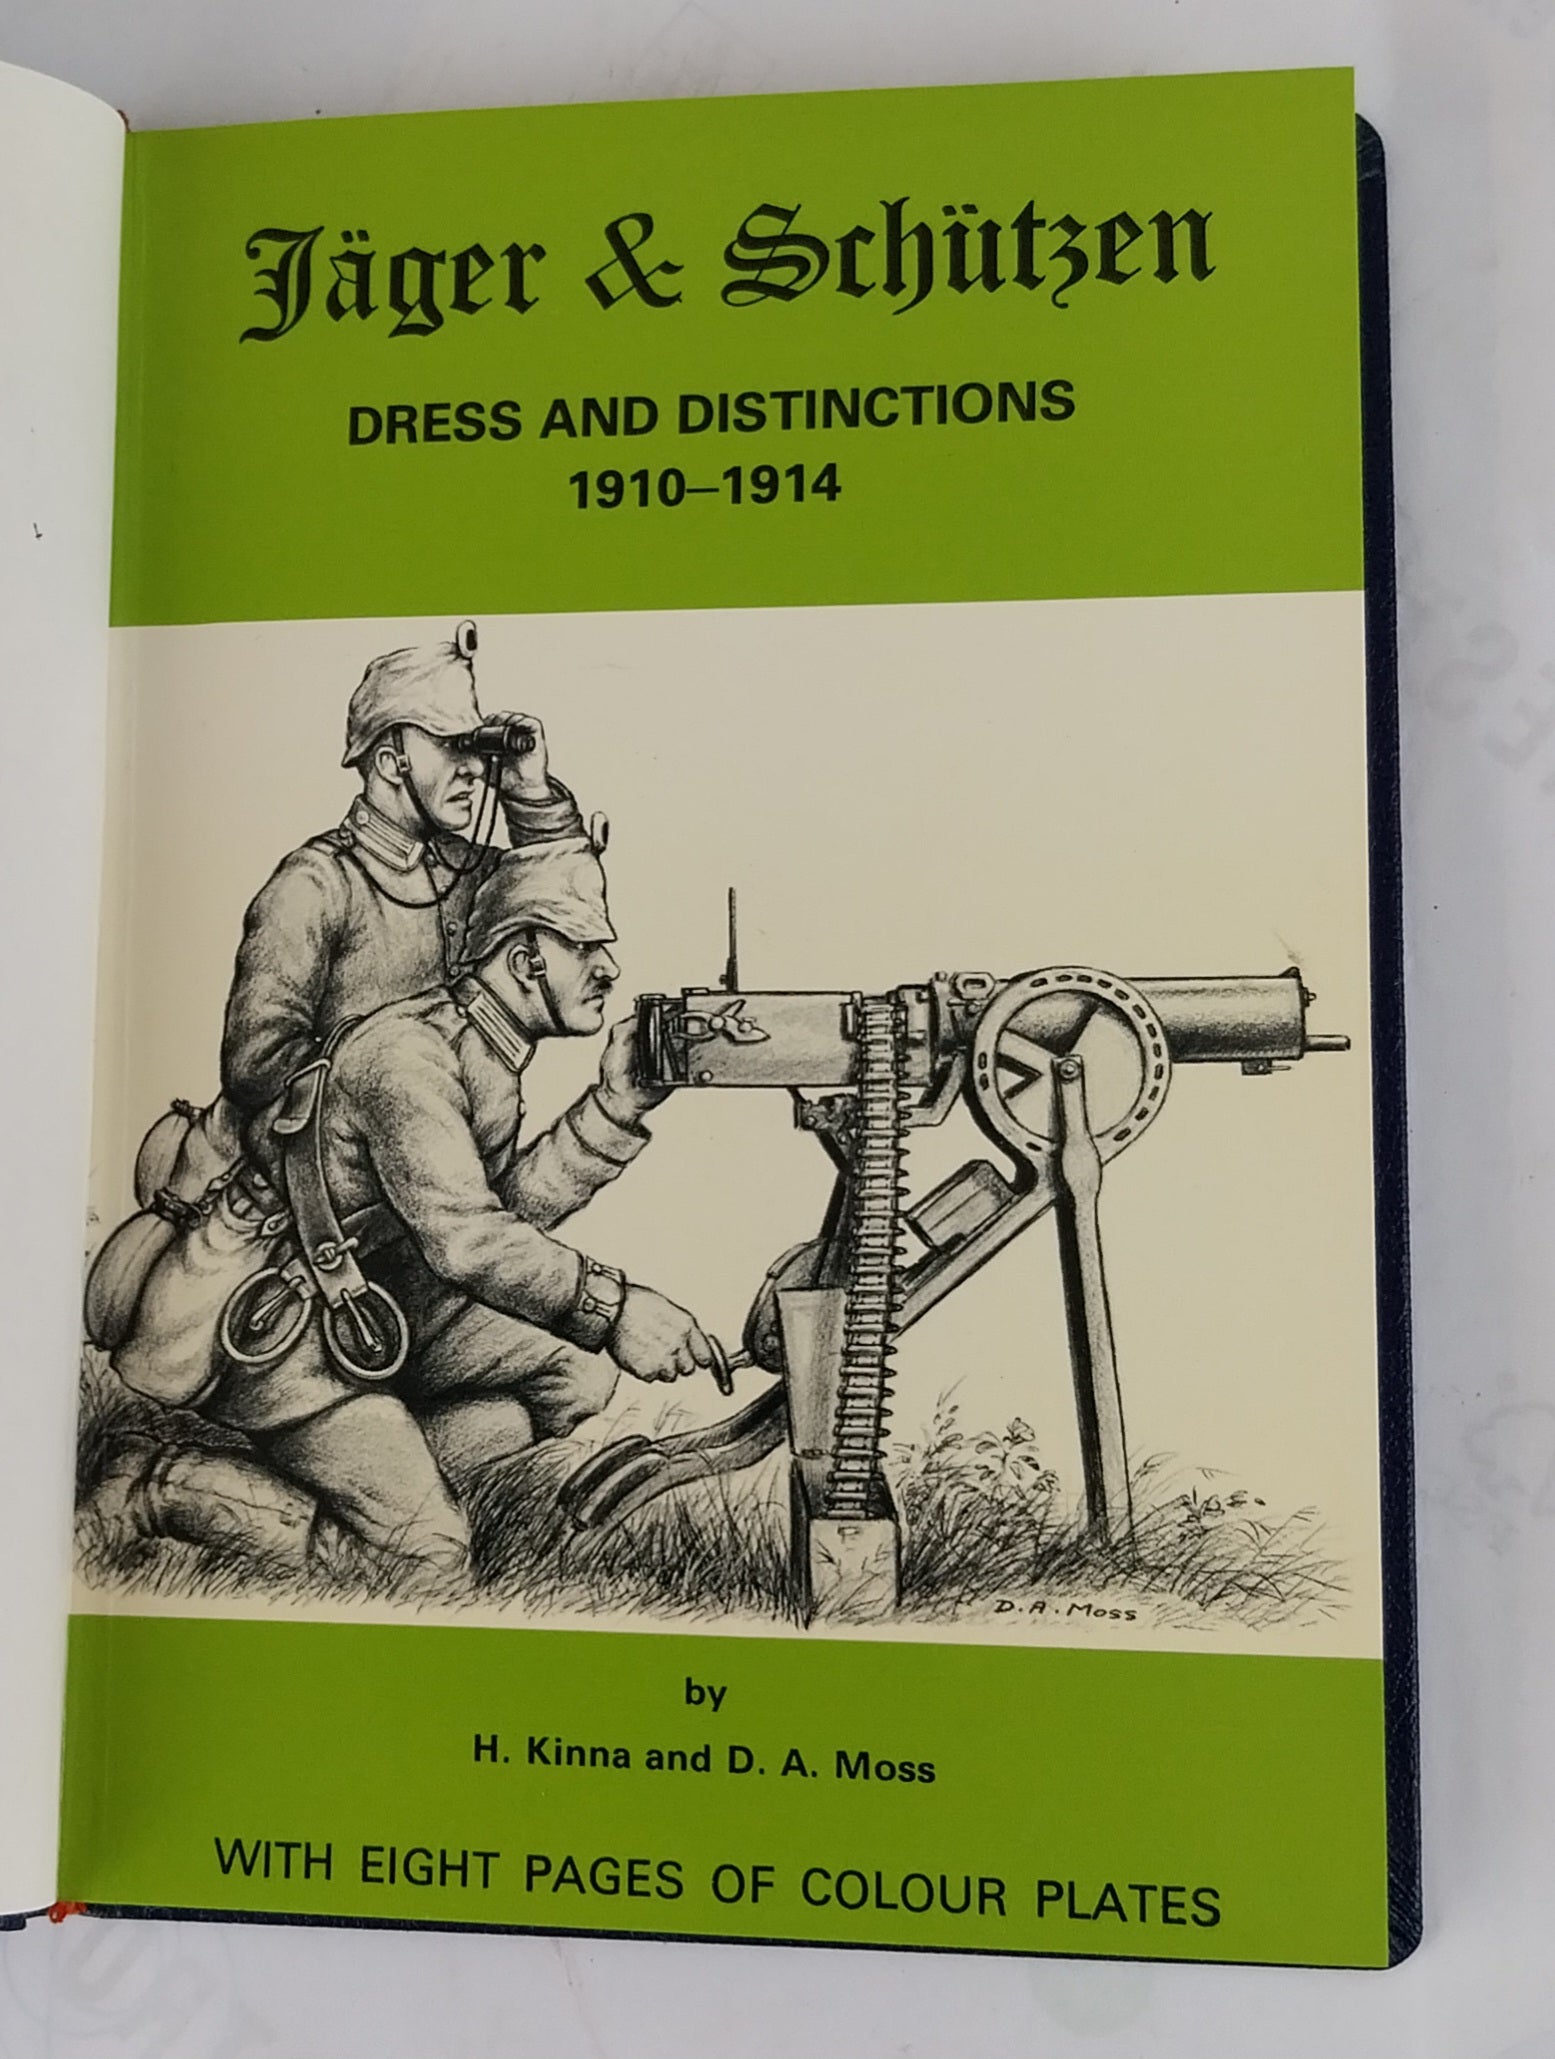 Jäger & Schützen
DRESS AND DISTINCTIONS
1910–1914
D. A. Moss
by
H. Kinna and D. A. Moss
WITH EIGHT PAGES OF COLOUR PLATES